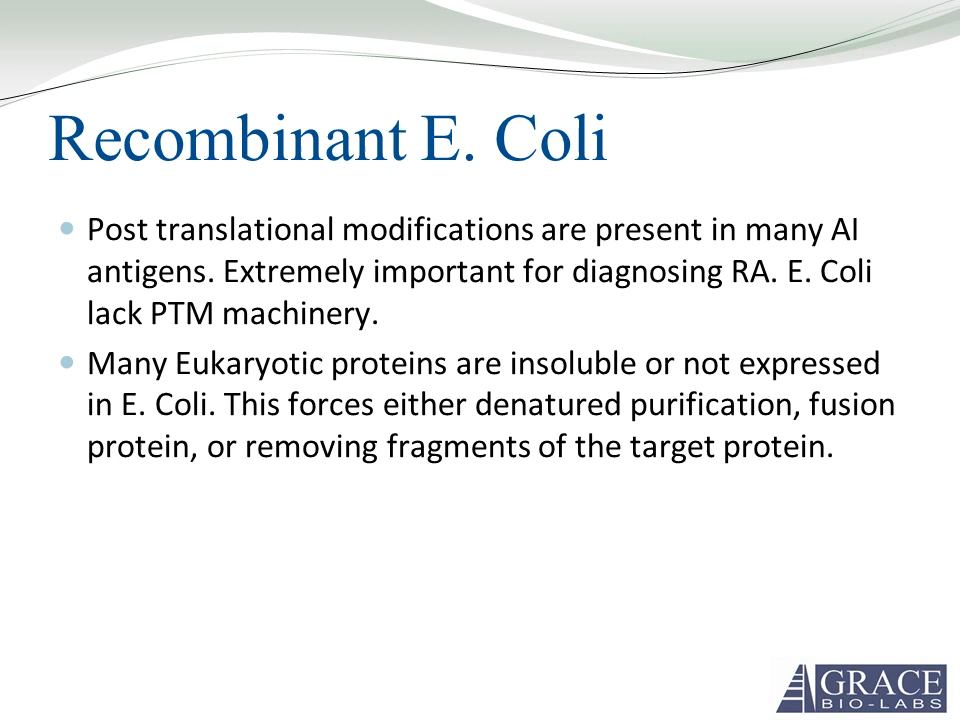 Recombinant E. Coli
Post translational modifications are present in many AI
antigens. Extremely important for diagnosing RA. E. Coli
lack PTM machinery.
Many Eukaryotic proteins are insoluble or not expressed
in E. Coli. This forces either denatured purification, fusion
protein, or removing fragments of the target protein.
GRACE
BIO-LABS